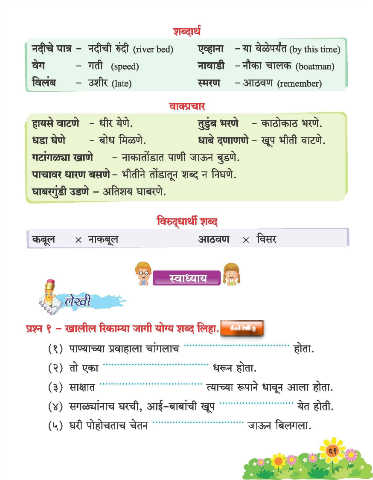 शब्दार्थ
नदीचे पात्र – नदीची रुंदी (river bed) एव्हाना – या वेळेपर्यंत (by this time)
वेग – गती (speed) नावाडी – नौका चालक (boatman)
विलंब – उशीर (late) स्मरण – आठवण (remember)
वाक्प्रचार
हायसे वाटणे – धीर येणे. तुडुंब भरणे – काठोकाठ भरणे.
धडा घेणे – बोध मिळणे. धाबे दणाणणे – खूप भीती वाटणे.
गटांगळ्या खाणे – नाकातोंडात पाणी जाऊन बुडणे.
पाचावर धारण बसणे – भीतीने तोंडातून शब्द न निघणे.
घाबरगुंडी उडणे – अतिशय घाबरणे.
विरुद्धार्थी शब्द
कबूल × नाकबूल आठवण × विसर
स्वाध्याय
लेखी
प्रश्न १ – खालील रिकाम्या जागी योग्य शब्द लिहा.
(१) पाण्याच्या प्रवाहाला चांगलाच .............................. होता.
(२) तो एका .............................. धरून होता.
(३) साक्षात .............................. त्याच्या रूपाने धावून आला होता.
(४) सगळ्यांनाच घरची, आई-बाबांची खूप .............................. येत होती.
(५) घरी पोहोचताच चेतन .............................. जाऊन बिलगला.
६१